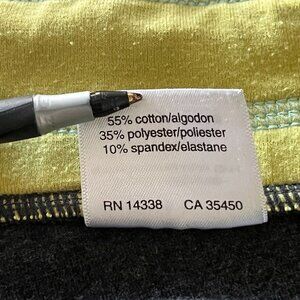 55% cotton/algodon
35% polyester/poliester
10% spandex/elastane
RN 14338 CA 35450